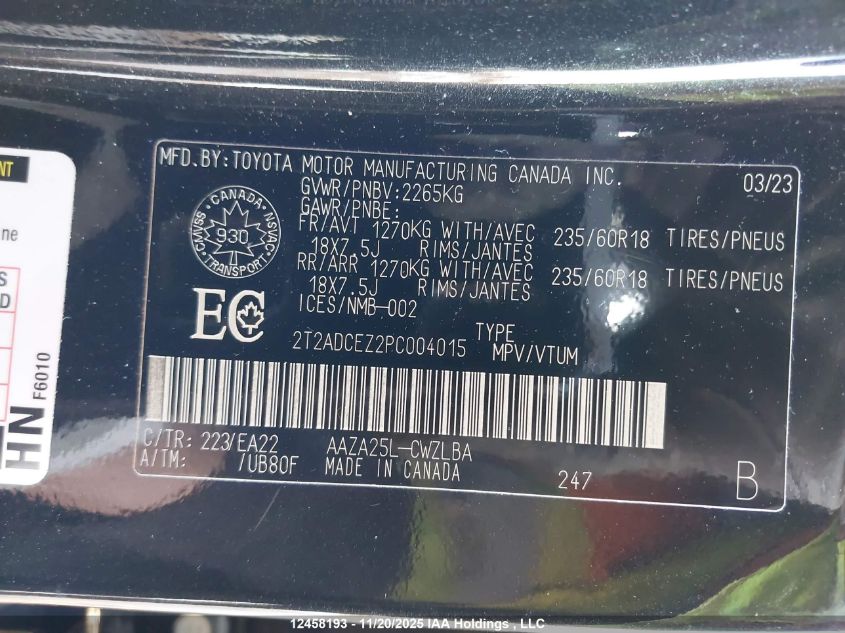 MFD.BY:TOYOTA MOTOR MANUFACTURING CANADA INC. 03/23
GVWR/PNBV:2265KG
GAWR/PNBE:
FR/AVT 1270KG WITH/AVEC 235/60R18 TIRES/PNEUS
18X7.5J RIMS/JANTES
RR/ARR 1270KG WITH/AVEC 235/60R18 TIRES/PNEUS
18X7.5J RIMS/JANTES
ICES/NMB-002
CANADA
CMVSS 930 NSVAC
TRANSPORT
EC
2T2ADCEZ2PC004015 TYPE
MPV/VTUM
C/TR: 223/EA22 AAZA25L-CWZLBA
A/TM: /UB80F MADE IN CANADA 247 B
NT
ne
S
D
HN
F6010
12458193 - 11/20/2025 IAA Holdings , LLC